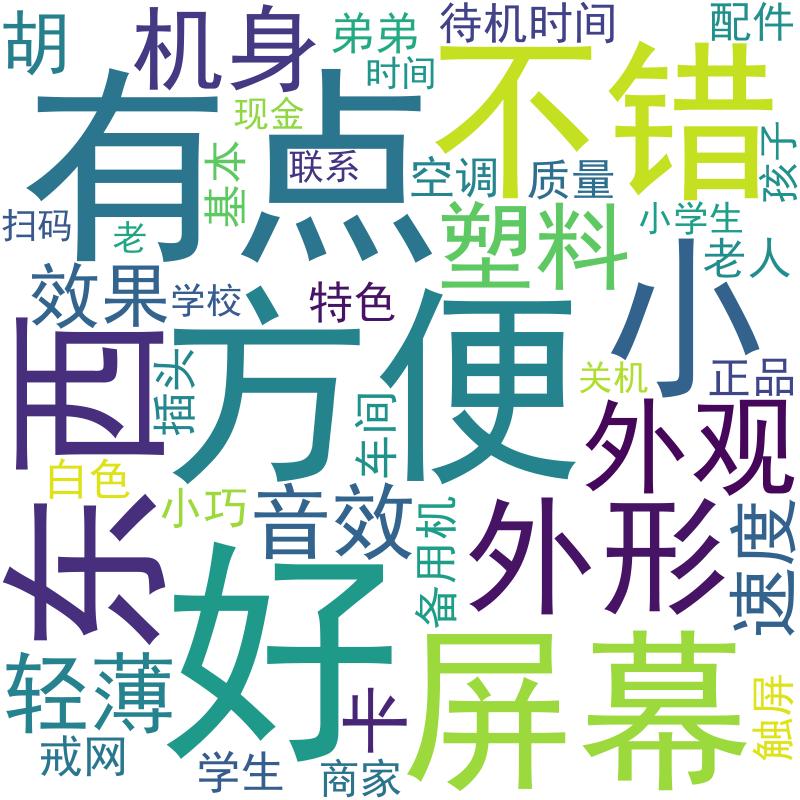 胡
机身
弟弟
待机时间
配件
时间
有点
不错
现金
联系
基本
空调
质量
孩子
扫码
老
塑料
小学生
老人
小
效果
学校
特色
方便
东西
插头
关机
正品
车间
外观
白色
小巧
音效
备用机
外形
速度
好
轻薄
半
屏幕
触屏
戒网
学生
商家